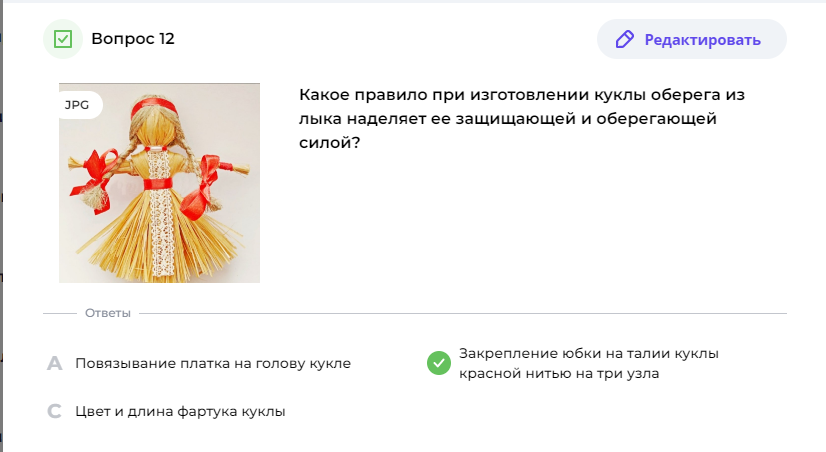 Вопрос 12
Редактировать
JPG
Какое правило при изготовлении куклы оберега из
лыка наделяет ее защищающей и оберегающей
силой?
Ответы
A Повязывание платка на голову кукле
Закрепление юбки на талии куклы
красной нитью на три узла
C Цвет и длина фартука куклы